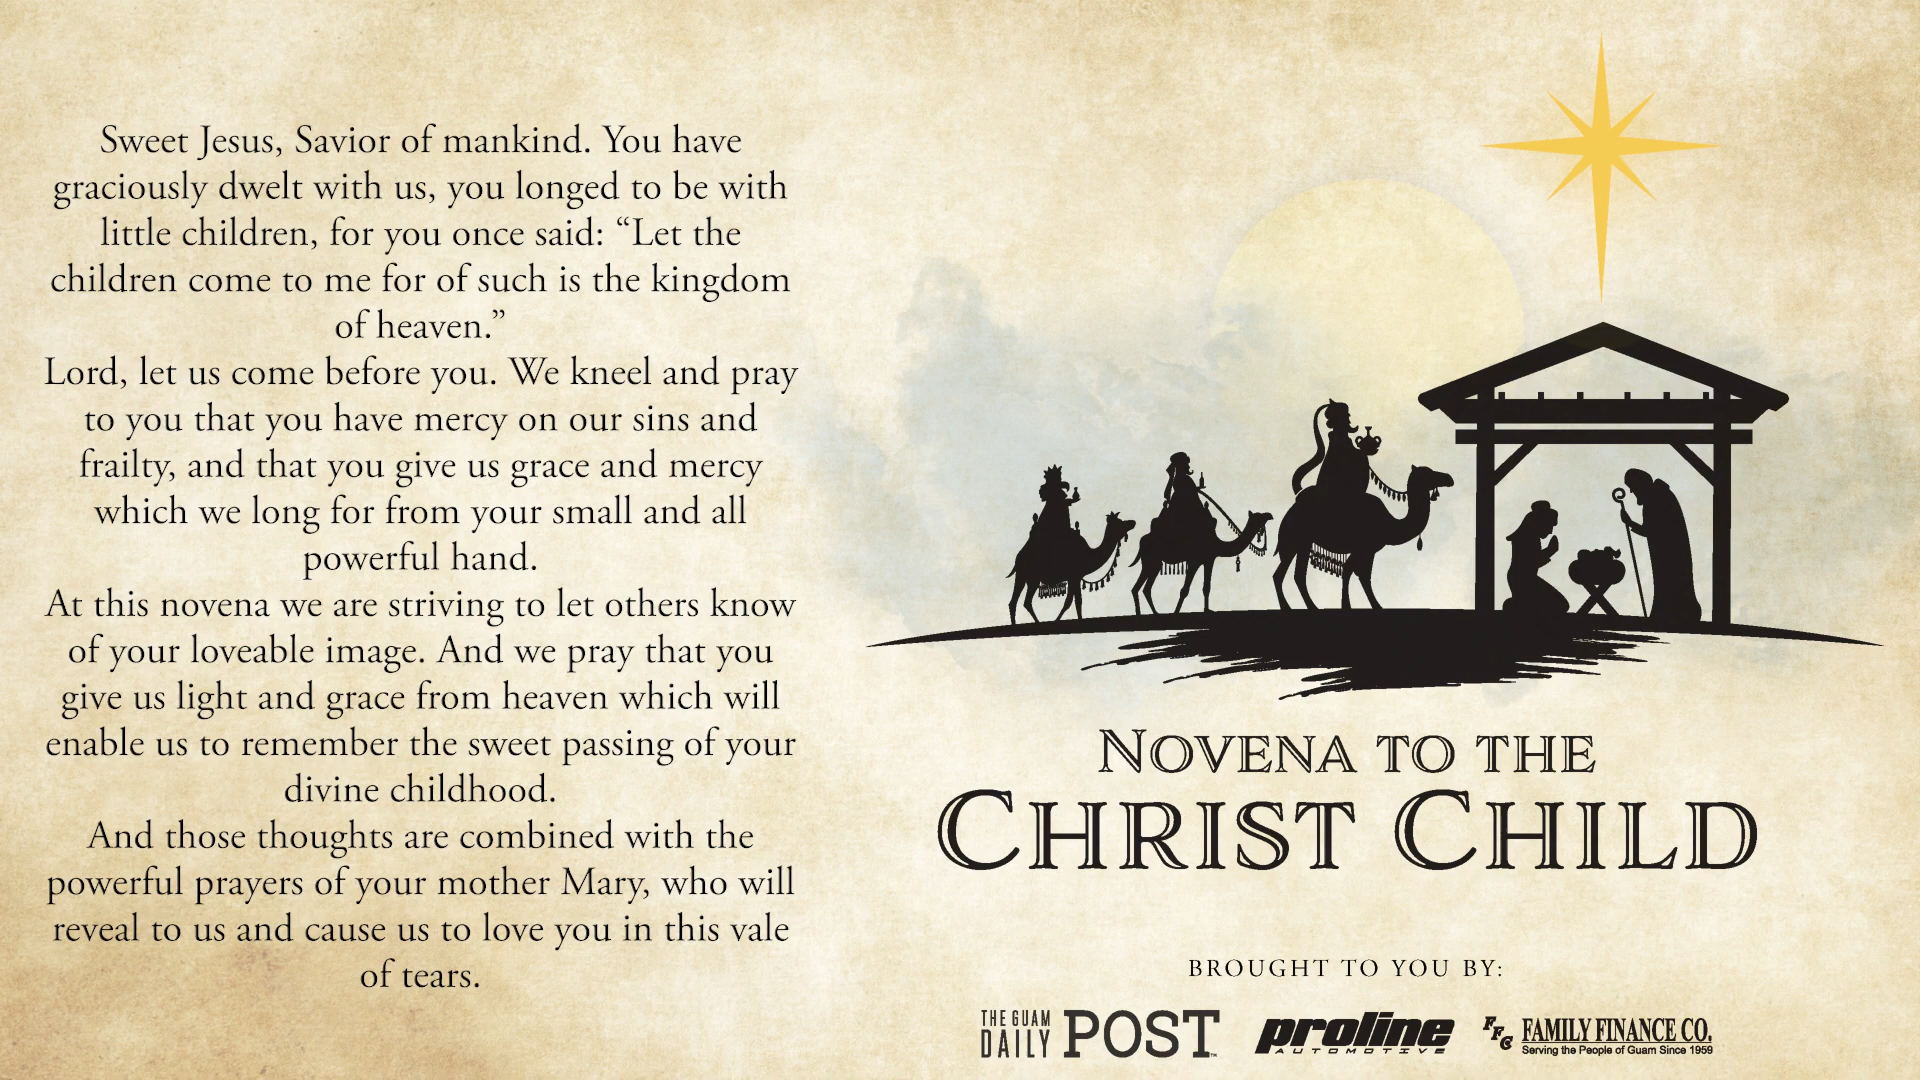 Sweet Jesus, Savior of mankind. You have
graciously dwelt with us, you longed to be with
little children, for you once said: “Let the
children come to me for of such is the kingdom
of heaven.”
Lord, let us come before you. We kneel and pray
to you that you have mercy on our sins and
frailty, and that you give us grace and mercy
which we long for from your small and all
powerful hand.
At this novena we are striving to let others know
of your loveable image. And we pray that you
give us light and grace from heaven which will
enable us to remember the sweet passing of your
divine childhood.
And those thoughts are combined with the
powerful prayers of your mother Mary, who will
reveal to us and cause us to love you in this vale
of tears.
NOVENA TO THE
CHRIST CHILD
BROUGHT TO YOU BY:
THE GUAM
DAILY POST™
proline
AUTOMOTIVE
FFC FAMILY FINANCE CO.
Serving the People of Guam Since 1959